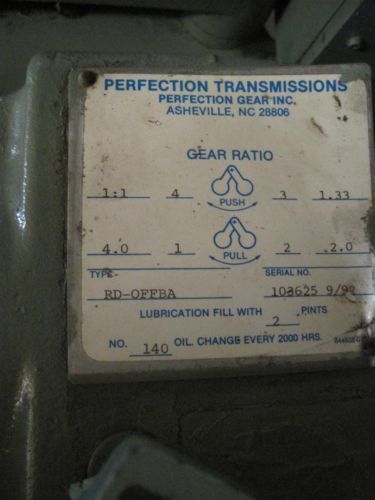 PERFECTION TRANSMISSIONS
PERFECTION GEAR INC.
ASHEVILLE, NC 28806
GEAR RATIO
1:1 4 PUSH 3 1.33
4.0 1 PULL 2 2.0
TYPE SERIAL NO.
RD-OFFBA 103625 9/99
LUBRICATION FILL WITH 2 PINTS
NO. 140 OIL. CHANGE EVERY 2000 HRS.